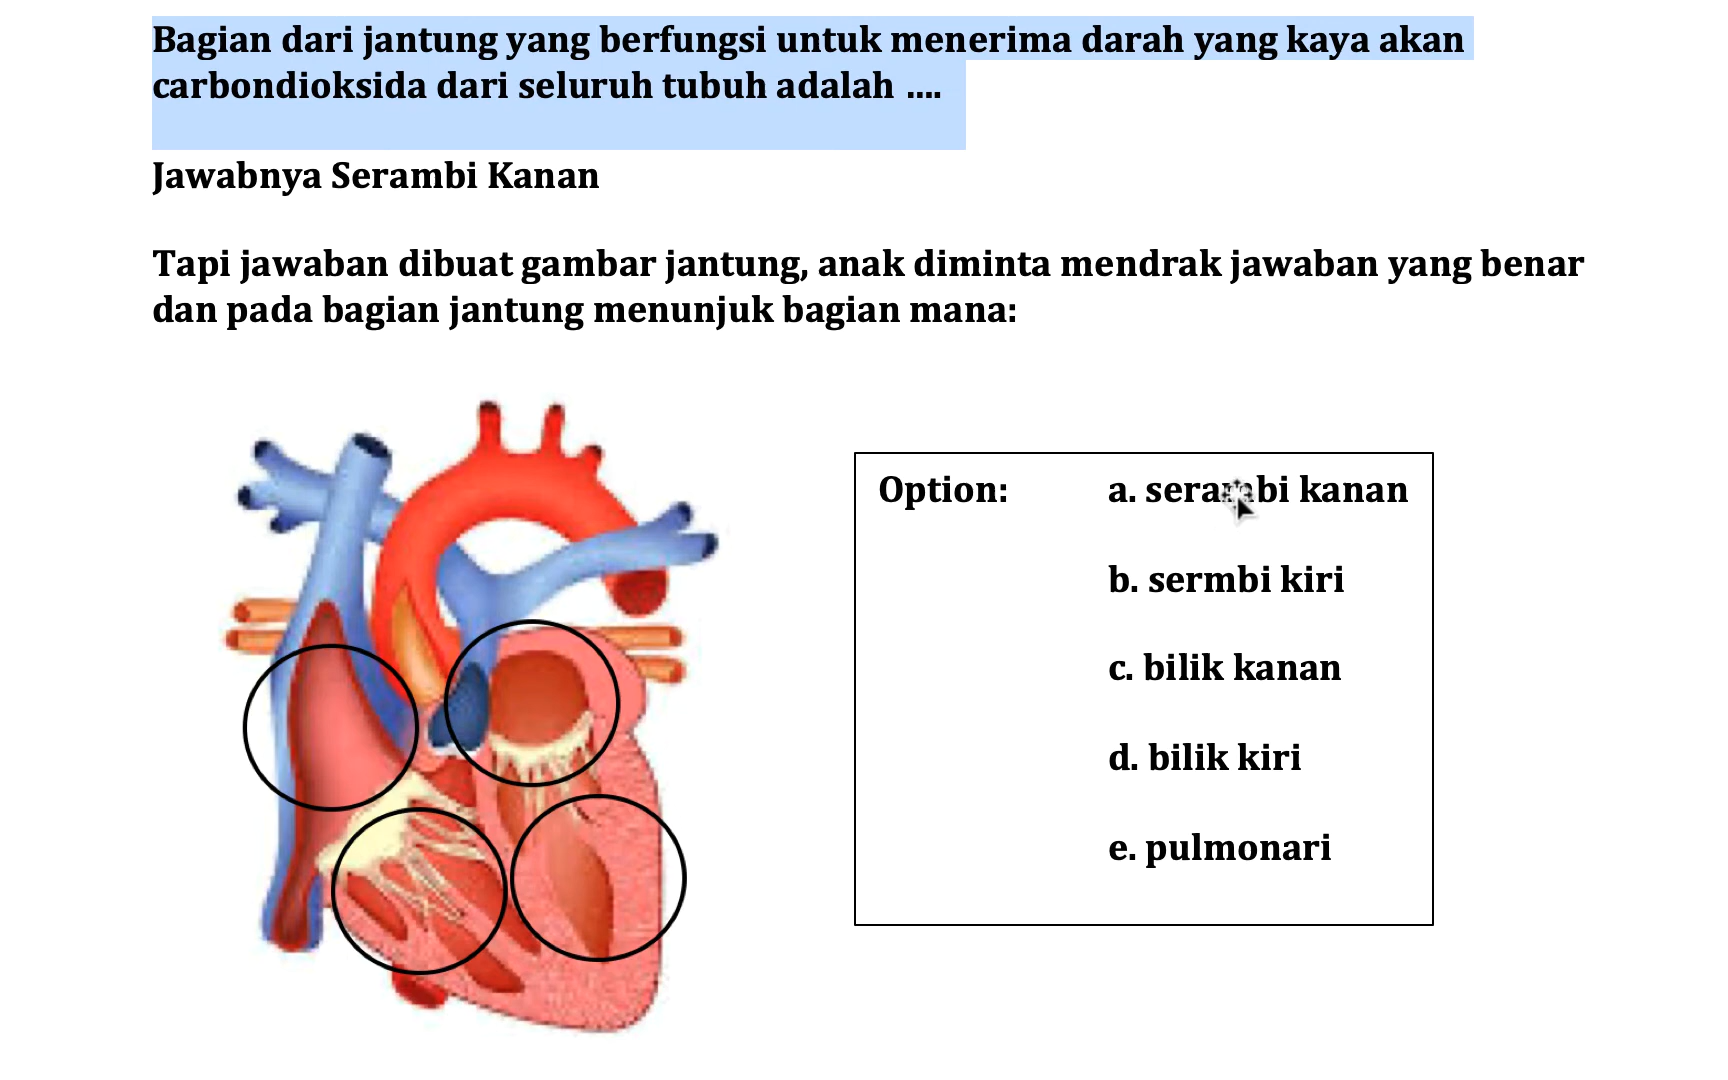 Bagian dari jantung yang berfungsi untuk menerima darah yang kaya akan
carbondioksida dari seluruh tubuh adalah ....
Jawabnya Serambi Kanan
Tapi jawaban dibuat gambar jantung, anak diminta mendrak jawaban yang benar
dan pada bagian jantung menunjuk bagian mana:
Option: a. serambi kanan
b. sermbi kiri
c. bilik kanan
d. bilik kiri
e. pulmonari